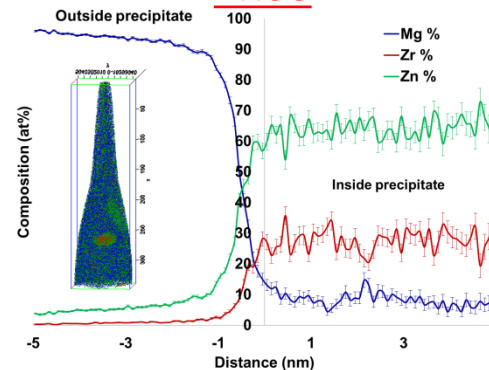 Outside precipitate
Mg %
Zr %
Zn %
Inside precipitate
Composition (at%)
100
90
80
70
60
50
40
30
20
10
0
-5
-3
-1
1
3
Distance (nm)